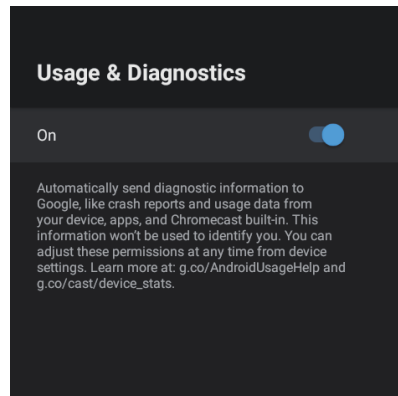 Usage & Diagnostics
On
Automatically send diagnostic information to
Google, like crash reports and usage data from
your device, apps, and Chromecast built-in. This
information won't be used to identify you. You can
adjust these permissions at any time from device
settings. Learn more at: g.co/AndroidUsageHelp and
g.co/cast/device_stats.